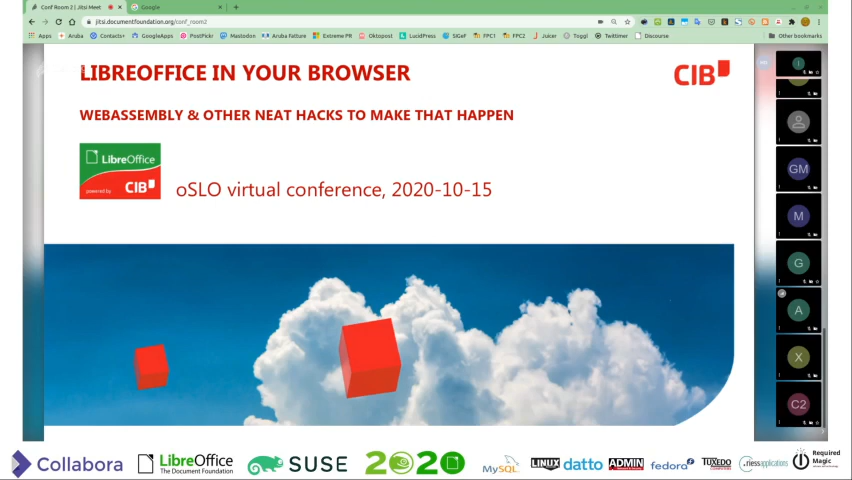 Conf Room 2 | Jitsi Meet
Google
jitsi.documentfoundation.org/conf_room2
Apps Aruba Contacts+ GoogleApps PostPickr Mastodon Aruba Fatture Extreme PR Oktopost LucidPress SIGeF FPC1 FPC2 Juicer Toggl Twittimer Discourse Other bookmarks
LIBREOFFICE IN YOUR BROWSER
CIB
WEBASSEMBLY & OTHER NEAT HACKS TO MAKE THAT HAPPEN
LibreOffice
powered by CIB
oSLO virtual conference, 2020-10-15
I
GM
M
G
A
X
C2
Collabora
LibreOffice
The Document Foundation
SUSE
2020
MySQL
LINUX
datto
ADMIN
fedora
TUXEDO
riessapplications
Required
Magic